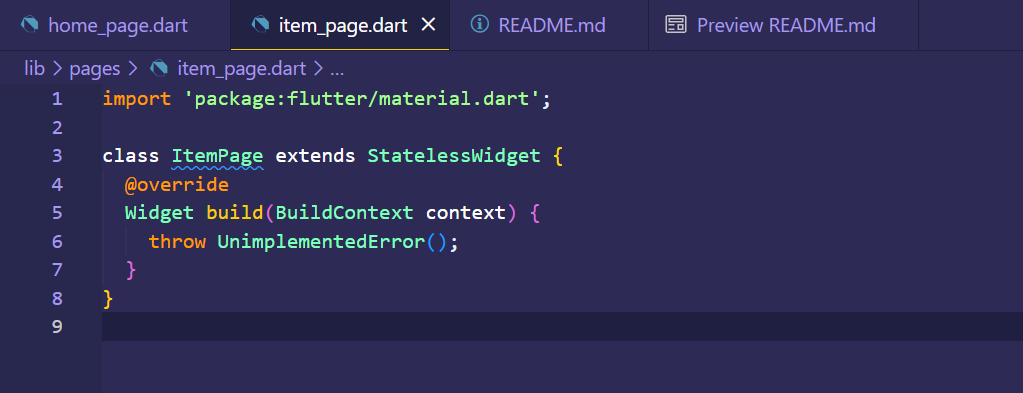 home_page.dart item_page.dart README.md Preview README.md
lib > pages > item_page.dart > ...
1 import 'package:flutter/material.dart';
2
3 class ItemPage extends StatelessWidget {
4 @override
5 Widget build(BuildContext context) {
6 throw UnimplementedError();
7 }
8 }
9